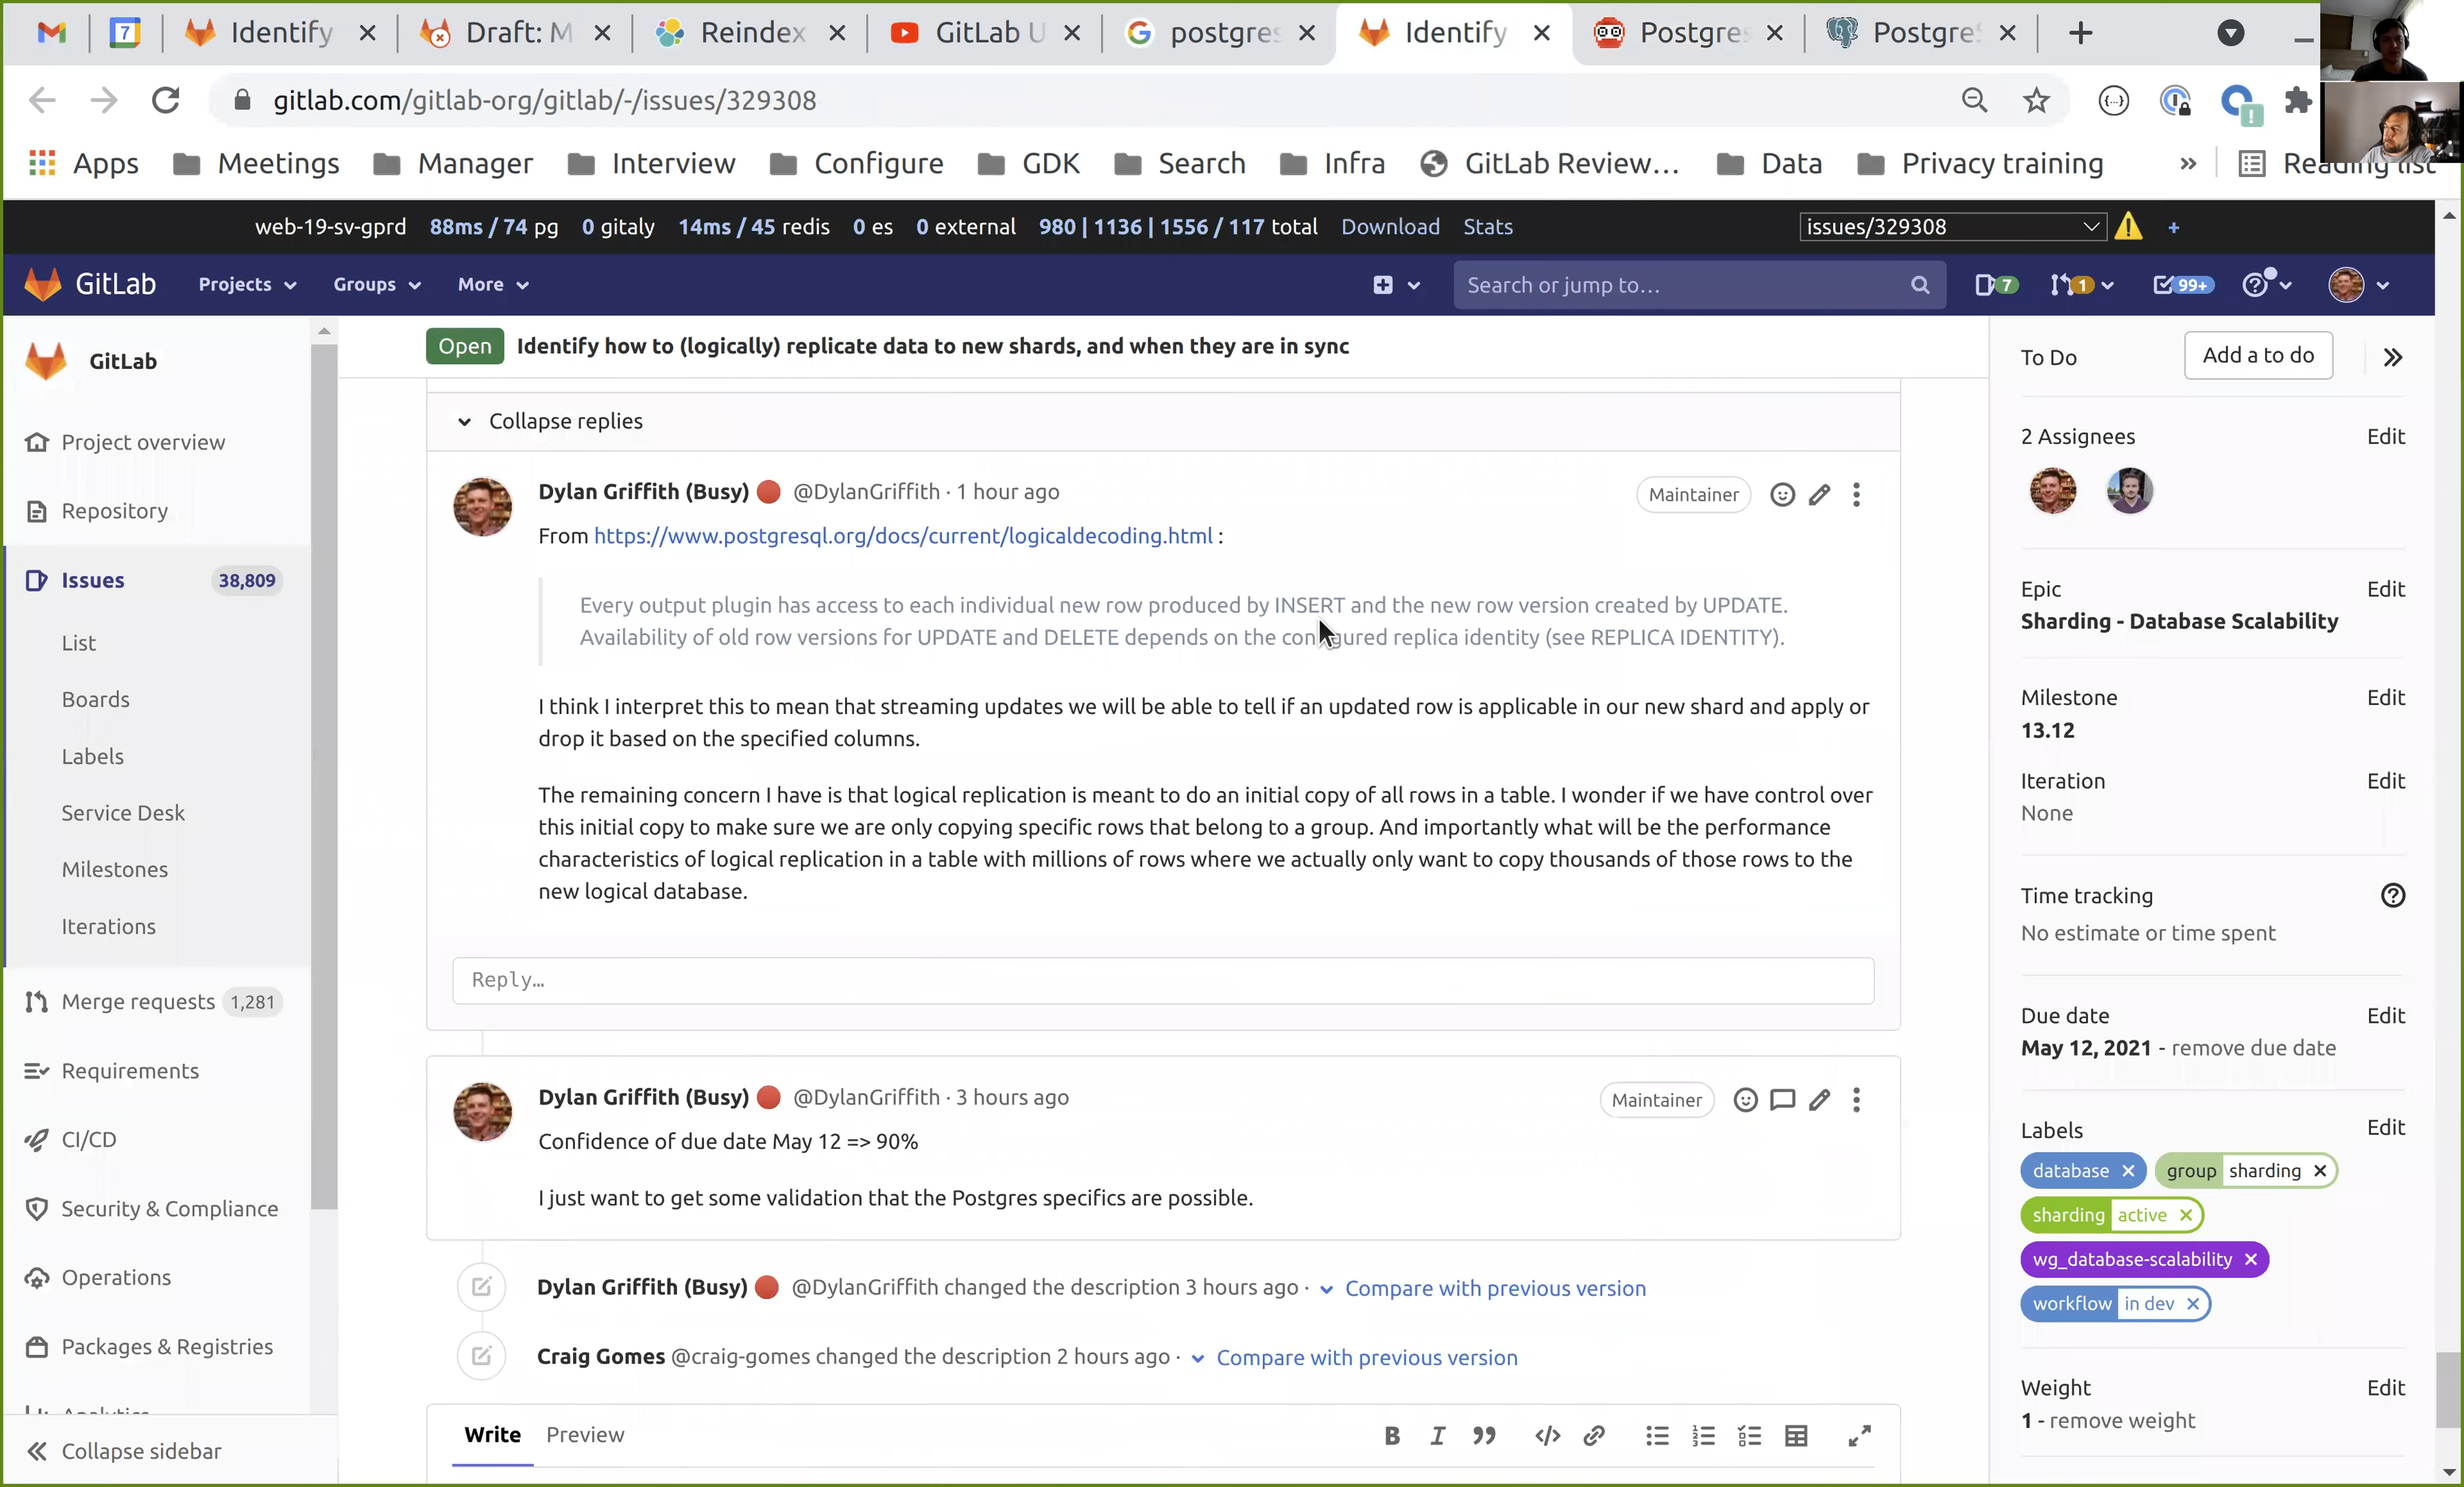 7
Identify
Draft: M
Reindex
GitLab U
postgres
Identify
Postgres
Postgre
gitlab.com/gitlab-org/gitlab/-/issues/329308
Apps
Meetings
Manager
Interview
Configure
GDK
Search
Infra
GitLab Review…
Data
Privacy training
»
Reading list
web-19-sv-gprd 88ms / 74 pg 0 gitaly 14ms / 45 redis 0 es 0 external 980 | 1136 | 1556 / 117 total Download Stats
issues/329308
+
GitLab
Projects
Groups
More
Search or jump to…
7
1
99+
GitLab
Project overview
Repository
Issues 38,809
List
Boards
Labels
Service Desk
Milestones
Iterations
Merge requests 1,281
Requirements
CI/CD
Security & Compliance
Operations
Packages & Registries
Analytics
Collapse sidebar
Open Identify how to (logically) replicate data to new shards, and when they are in sync
Collapse replies
Dylan Griffith (Busy) @DylanGriffith · 1 hour ago
Maintainer
From https://www.postgresql.org/docs/current/logicaldecoding.html :
Every output plugin has access to each individual new row produced by INSERT and the new row version created by UPDATE.
Availability of old row versions for UPDATE and DELETE depends on the configured replica identity (see REPLICA IDENTITY).
I think I interpret this to mean that streaming updates we will be able to tell if an updated row is applicable in our new shard and apply or
drop it based on the specified columns.
The remaining concern I have is that logical replication is meant to do an initial copy of all rows in a table. I wonder if we have control over
this initial copy to make sure we are only copying specific rows that belong to a group. And importantly what will be the performance
characteristics of logical replication in a table with millions of rows where we actually only want to copy thousands of those rows to the
new logical database.
Reply…
Dylan Griffith (Busy) @DylanGriffith · 3 hours ago
Maintainer
Confidence of due date May 12 => 90%
I just want to get some validation that the Postgres specifics are possible.
Dylan Griffith (Busy) @DylanGriffith changed the description 3 hours ago · Compare with previous version
Craig Gomes @craig-gomes changed the description 2 hours ago · Compare with previous version
Write Preview
B I
To Do
Add a to do
2 Assignees Edit
Epic Edit
Sharding - Database Scalability
Milestone Edit
13.12
Iteration Edit
None
Time tracking
No estimate or time spent
Due date Edit
May 12, 2021 - remove due date
Labels Edit
database
group sharding
sharding active
wg_database-scalability
workflow in dev
Weight Edit
1 - remove weight